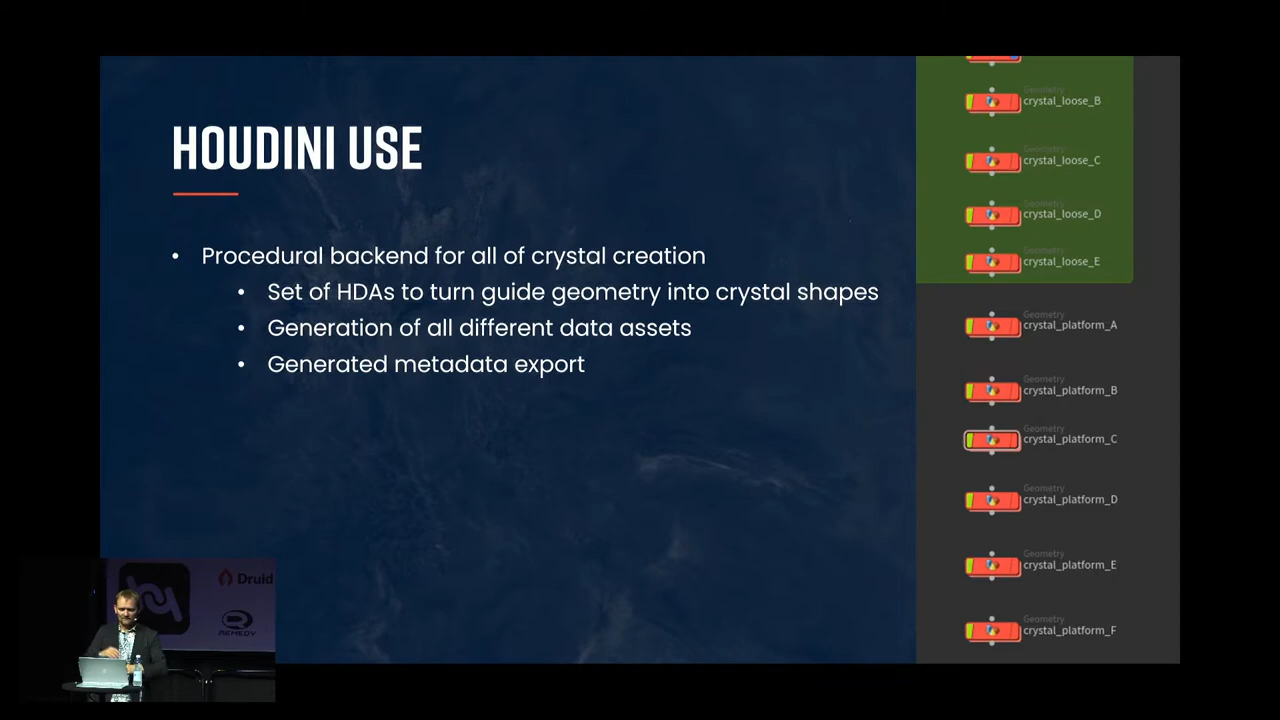 HOUDINI USE
• Procedural backend for all of crystal creation
• Set of HDAs to turn guide geometry into crystal shapes
• Generation of all different data assets
• Generated metadata export
Geometry
crystal_loose_B
Geometry
crystal_loose_C
Geometry
crystal_loose_D
Geometry
crystal_loose_E
Geometry
crystal_platform_A
Geometry
crystal_platform_B
Geometry
crystal_platform_C
Geometry
crystal_platform_D
Geometry
crystal_platform_E
Geometry
crystal_platform_F
Druid
REMEDY